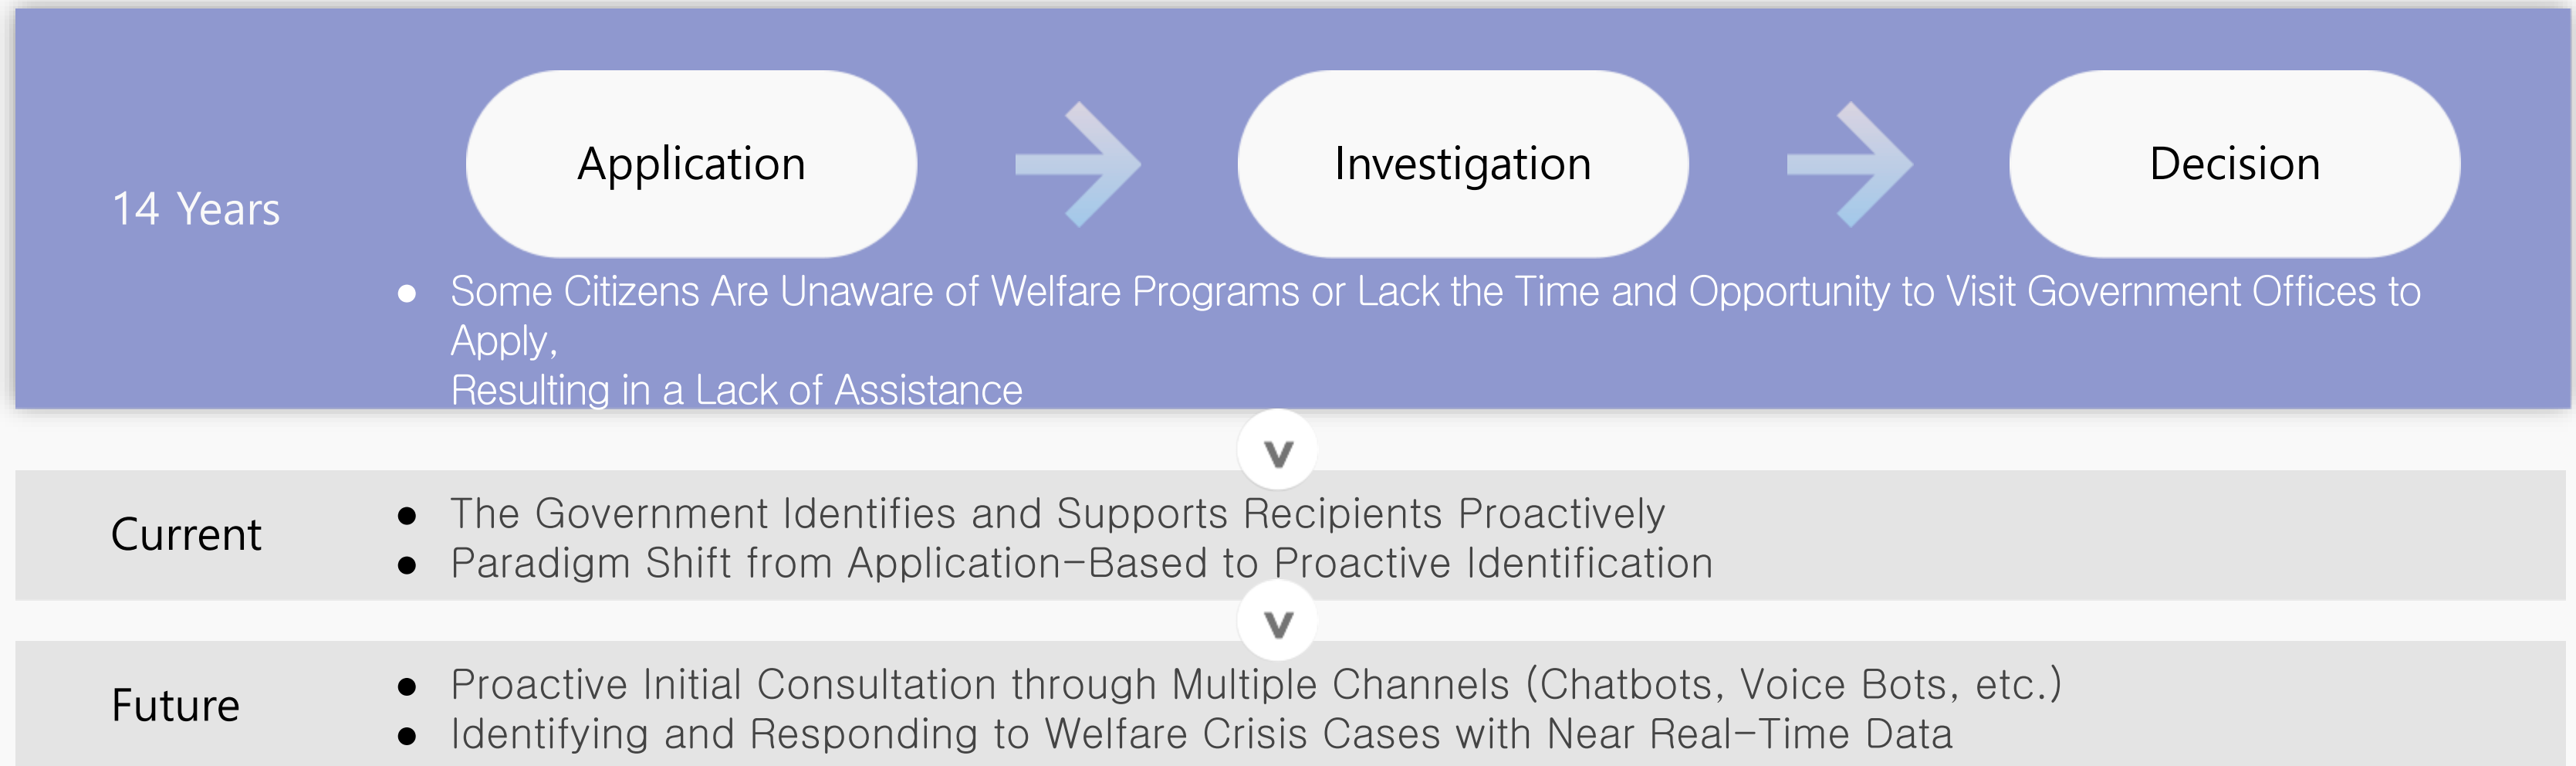 Application
Investigation
Decision
14 Years
● Some Citizens Are Unaware of Welfare Programs or Lack the Time and Opportunity to Visit Government Offices to
Apply,
Resulting in a Lack of Assistance
v
Current
● The Government Identifies and Supports Recipients Proactively
● Paradigm Shift from Application-Based to Proactive Identification
v
Future
● Proactive Initial Consultation through Multiple Channels (Chatbots, Voice Bots, etc.)
● Identifying and Responding to Welfare Crisis Cases with Near Real-Time Data